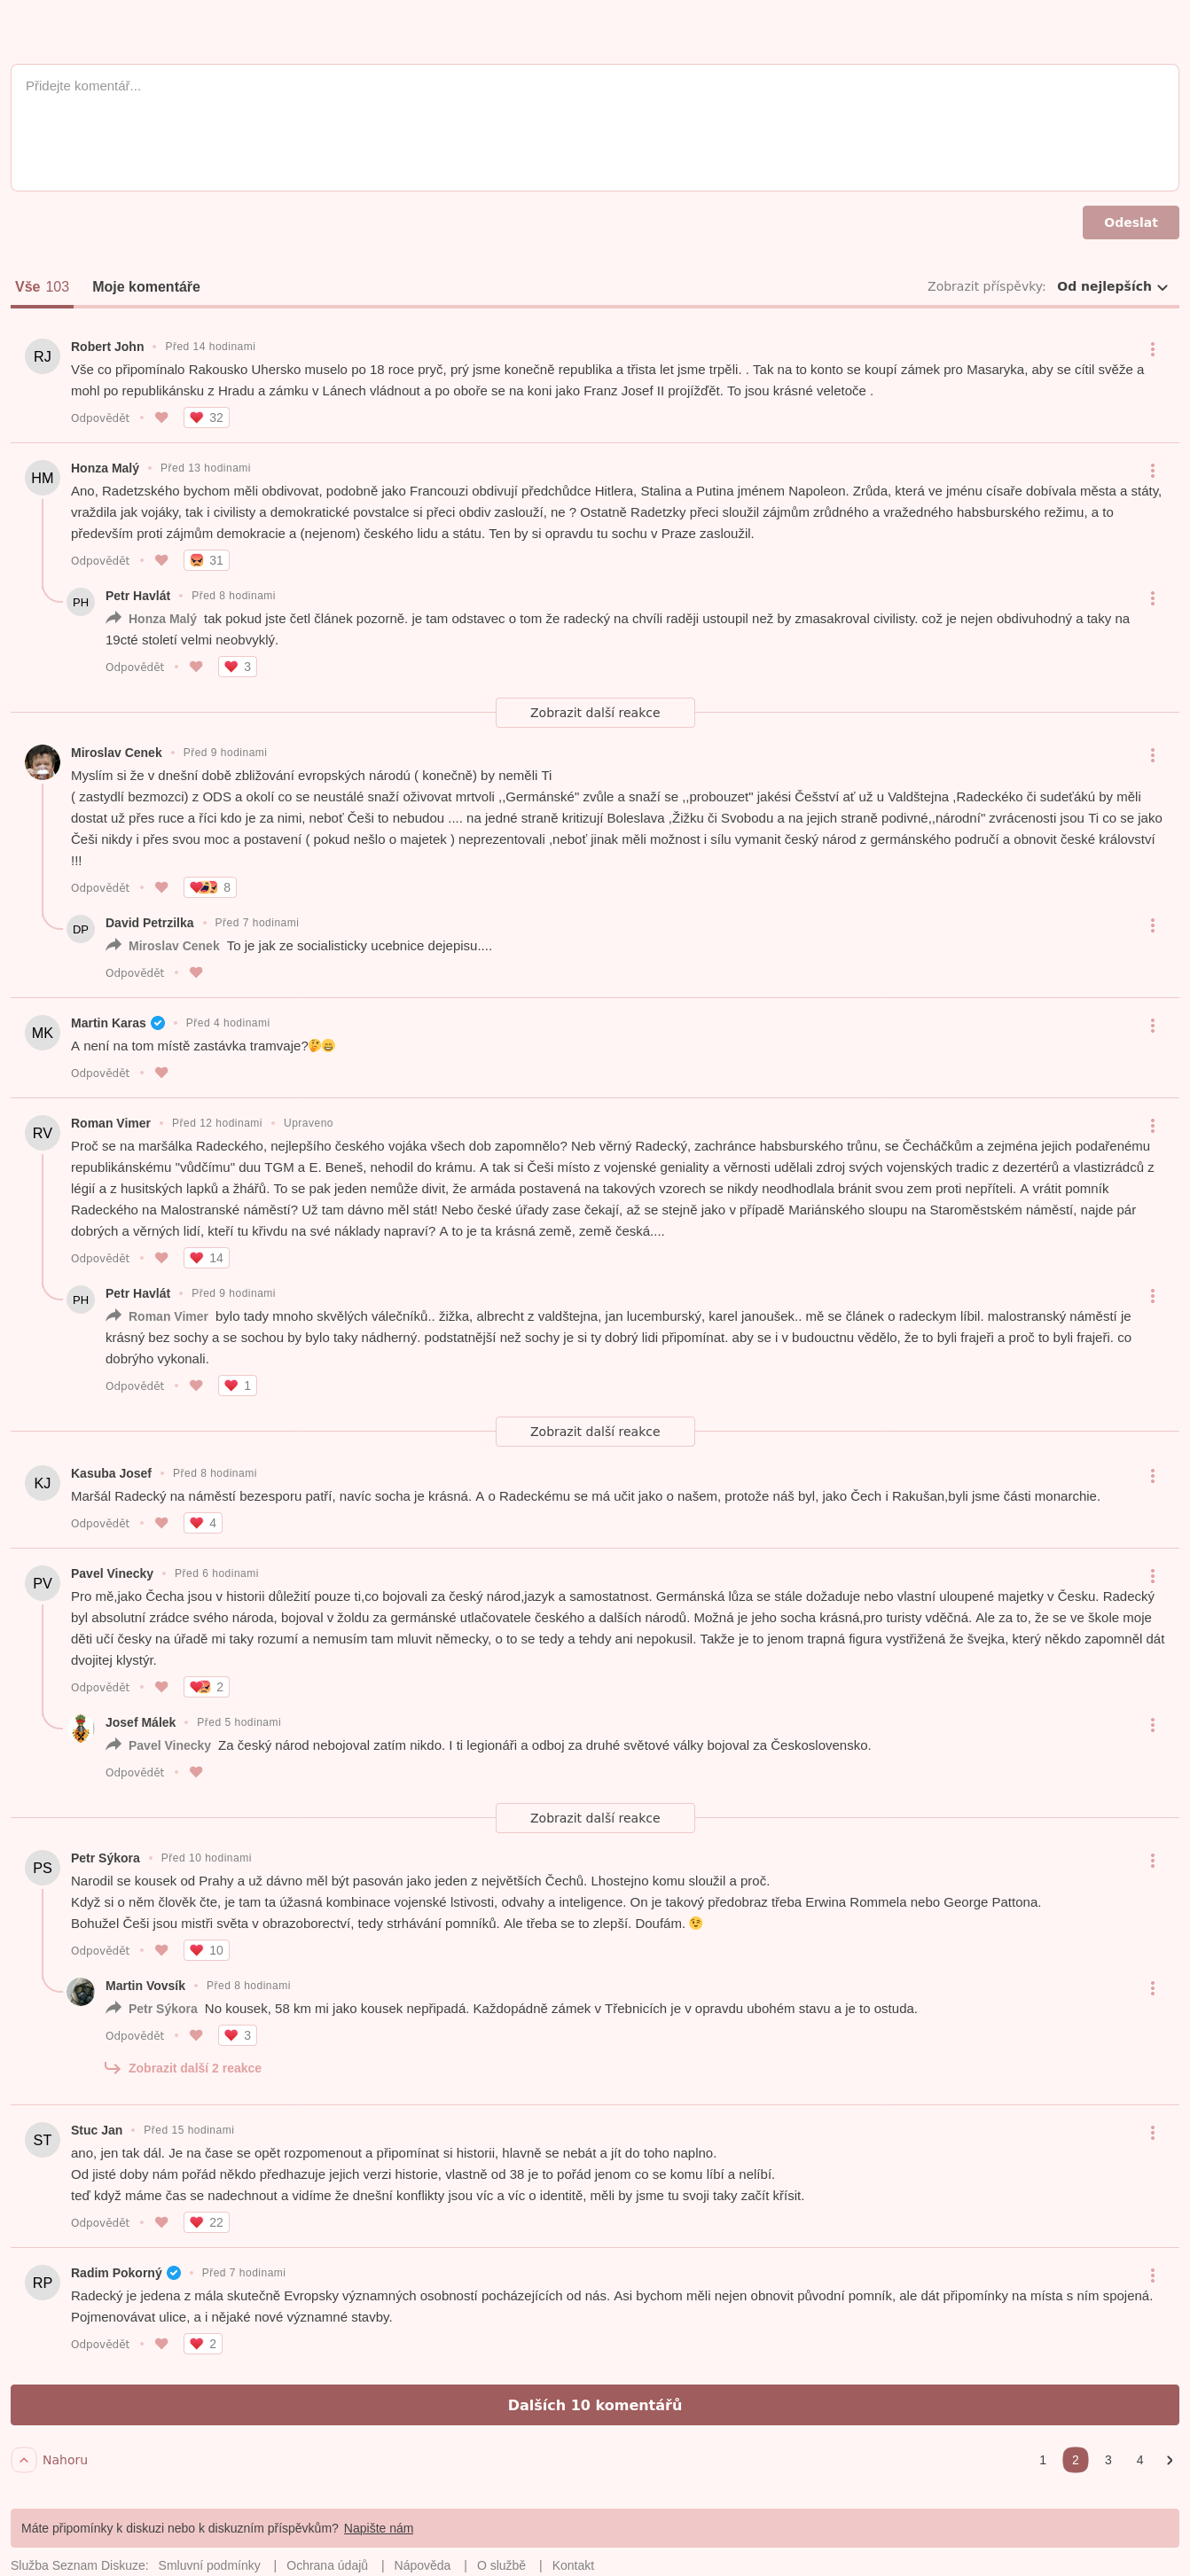 Přidejte komentář...
Odeslat
Vše 103 Moje komentáře Zobrazit příspěvky: Od nejlepších
RJ
Robert John • Před 14 hodinami
Vše co připomínalo Rakousko Uhersko muselo po 18 roce pryč, prý jsme konečně republika a třista let jsme trpěli. . Tak na to konto se koupí zámek pro Masaryka, aby se cítil svěže a
mohl po republikánsku z Hradu a zámku v Lánech vládnout a po oboře se na koni jako Franz Josef II projížďět. To jsou krásné veletoče .
Odpovědět • 32
HM
Honza Malý • Před 13 hodinami
Ano, Radetzského bychom měli obdivovat, podobně jako Francouzi obdivují předchůdce Hitlera, Stalina a Putina jménem Napoleon. Zrůda, která ve jménu císaře dobívala města a státy,
vraždila jak vojáky, tak i civilisty a demokratické povstalce si přeci obdiv zaslouží, ne ? Ostatně Radetzky přeci sloužil zájmům zrůdného a vražedného habsburského režimu, a to
především proti zájmům demokracie a (nejenom) českého lidu a státu. Ten by si opravdu tu sochu v Praze zasloužil.
Odpovědět • 31
PH
Petr Havlát • Před 8 hodinami
Honza Malý tak pokud jste četl článek pozorně. je tam odstavec o tom že radecký na chvíli raději ustoupil než by zmasakroval civilisty. což je nejen obdivuhodný a taky na
19cté století velmi neobvyklý.
Odpovědět • 3
Zobrazit další reakce
Miroslav Cenek • Před 9 hodinami
Myslím si že v dnešní době zbližování evropských národú ( konečně) by neměli Ti
( zastydlí bezmozci) z ODS a okolí co se neustálé snaží oživovat mrtvoli ,,Germánské" zvůle a snaží se ,,probouzet" jakési Češství ať už u Valdštejna ,Radeckéko či sudeťákú by měli
dostat už přes ruce a říci kdo je za nimi, neboť Češi to nebudou .... na jedné straně kritizují Boleslava ,Žižku či Svobodu a na jejich straně podivné,,národní" zvrácenosti jsou Ti co se jako
Češi nikdy i přes svou moc a postavení ( pokud nešlo o majetek ) neprezentovali ,neboť jinak měli možnost i sílu vymanit český národ z germánského područí a obnovit české království
!!!
Odpovědět • 8
DP
David Petrzilka • Před 7 hodinami
Miroslav Cenek To je jak ze socialisticky ucebnice dejepisu....
Odpovědět •
MK
Martin Karas • Před 4 hodinami
A není na tom místě zastávka tramvaje?🤔😄
Odpovědět •
RV
Roman Vimer • Před 12 hodinami • Upraveno
Proč se na maršálka Radeckého, nejlepšího českého vojáka všech dob zapomnělo? Neb věrný Radecký, zachránce habsburského trůnu, se Čecháčkům a zejména jejich podařenému
republikánskému "vůdčímu" duu TGM a E. Beneš, nehodil do krámu. A tak si Češi místo z vojenské geniality a věrnosti udělali zdroj svých vojenských tradic z dezertérů a vlastizrádců z
légií a z husitských lapků a žhářů. To se pak jeden nemůže divit, že armáda postavená na takových vzorech se nikdy neodhodlala bránit svou zem proti nepříteli. A vrátit pomník
Radeckého na Malostranské náměstí? Už tam dávno měl stát! Nebo české úřady zase čekají, až se stejně jako v případě Mariánského sloupu na Staroměstském náměstí, najde pár
dobrých a věrných lidí, kteří tu křivdu na své náklady napraví? A to je ta krásná země, země česká....
Odpovědět • 14
PH
Petr Havlát • Před 9 hodinami
Roman Vimer bylo tady mnoho skvělých válečníků.. žižka, albrecht z valdštejna, jan lucemburský, karel janoušek.. mě se článek o radeckym líbil. malostranský náměstí je
krásný bez sochy a se sochou by bylo taky nádherný. podstatnější než sochy je si ty dobrý lidi připomínat. aby se i v budouctnu vědělo, že to byli frajeři a proč to byli frajeři. co
dobrýho vykonali.
Odpovědět • 1
Zobrazit další reakce
KJ
Kasuba Josef • Před 8 hodinami
Maršál Radecký na náměstí bezesporu patří, navíc socha je krásná. A o Radeckému se má učit jako o našem, protože náš byl, jako Čech i Rakušan,byli jsme části monarchie.
Odpovědět • 4
PV
Pavel Vinecky • Před 6 hodinami
Pro mě,jako Čecha jsou v historii důležití pouze ti,co bojovali za český národ,jazyk a samostatnost. Germánská lůza se stále dožaduje nebo vlastní uloupené majetky v Česku. Radecký
byl absolutní zrádce svého národa, bojoval v žoldu za germánské utlačovatele českého a dalších národů. Možná je jeho socha krásná,pro turisty vděčná. Ale za to, že se ve škole moje
děti učí česky na úřadě mi taky rozumí a nemusím tam mluvit německy, o to se tedy a tehdy ani nepokusil. Takže je to jenom trapná figura vystřižená že švejka, který někdo zapomněl dát
dvojitej klystýr.
Odpovědět • 2
Josef Málek • Před 5 hodinami
Pavel Vinecky Za český národ nebojoval zatím nikdo. I ti legionáři a odboj za druhé světové války bojoval za Československo.
Odpovědět •
Zobrazit další reakce
PS
Petr Sýkora • Před 10 hodinami
Narodil se kousek od Prahy a už dávno měl být pasován jako jeden z největších Čechů. Lhostejno komu sloužil a proč.
Když si o něm člověk čte, je tam ta úžasná kombinace vojenské lstivosti, odvahy a inteligence. On je takový předobraz třeba Erwina Rommela nebo George Pattona.
Bohužel Češi jsou mistři světa v obrazoborectví, tedy strhávání pomníků. Ale třeba se to zlepší. Doufám. 😉
Odpovědět • 10
Martin Vovsík • Před 8 hodinami
Petr Sýkora No kousek, 58 km mi jako kousek nepřipadá. Každopádně zámek v Třebnicích je v opravdu ubohém stavu a je to ostuda.
Odpovědět • 3
Zobrazit další 2 reakce
ST
Stuc Jan • Před 15 hodinami
ano, jen tak dál. Je na čase se opět rozpomenout a připomínat si historii, hlavně se nebát a jít do toho naplno.
Od jisté doby nám pořád někdo předhazuje jejich verzi historie, vlastně od 38 je to pořád jenom co se komu líbí a nelíbí.
teď když máme čas se nadechnout a vidíme že dnešní konflikty jsou víc a víc o identitě, měli by jsme tu svoji taky začít křísit.
Odpovědět • 22
RP
Radim Pokorný • Před 7 hodinami
Radecký je jedena z mála skutečně Evropsky významných osobností pocházejících od nás. Asi bychom měli nejen obnovit původní pomník, ale dát připomínky na místa s ním spojená.
Pojmenovávat ulice, a i nějaké nové významné stavby.
Odpovědět • 2
Dalších 10 komentářů
Nahoru 1 2 3 4
Máte připomínky k diskuzi nebo k diskuzním příspěvkům? Napište nám
Služba Seznam Diskuze: Smluvní podmínky | Ochrana údajů | Nápověda | O službě | Kontakt